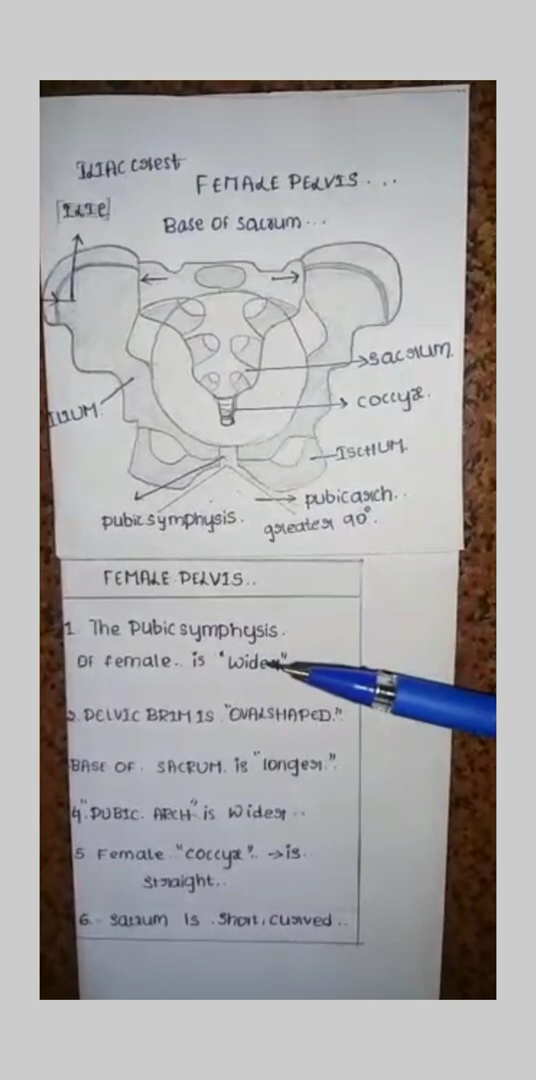 ILIAC crest
FEMALE PELVIS...
Base of sacrum...
sacrum.
coccyx.
ILIUM
ISCHUM
pubic arch..
pubic symphysis.
greater 90°.
FEMALE PELVIS..
1. The Pubic symphysis.
OF female. is "wider"
2. PELVIC BRIM IS "OVALSHAPED."
BASE OF. SACRUM. is "longer."
4 "PUBIC. ARCH" is wider..
5 Female "coccyx". →is.
Straight..
6. Sacrum Is Short, curved..